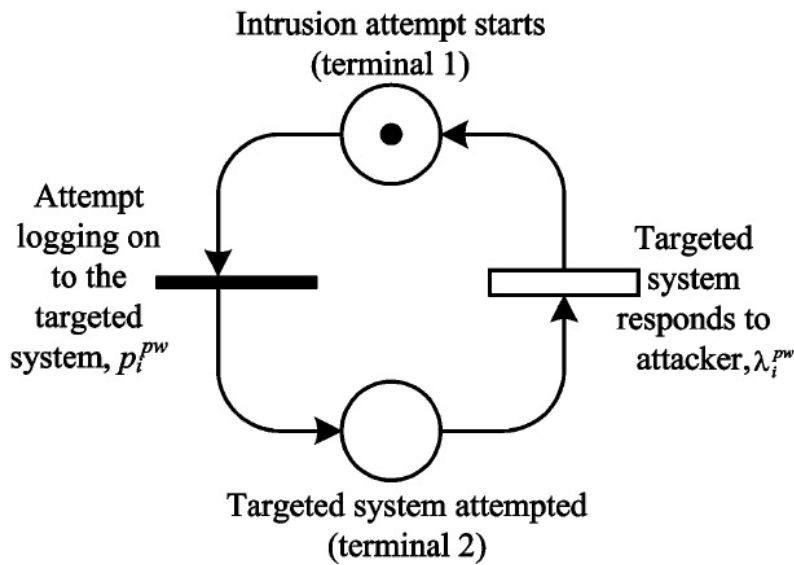 Intrusion attempt starts
(terminal 1)
Attempt
logging on
to the
targeted
system, p_i^{pw}
Targeted
system
responds to
attacker, λ_i^{pw}
Targeted system attempted
(terminal 2)